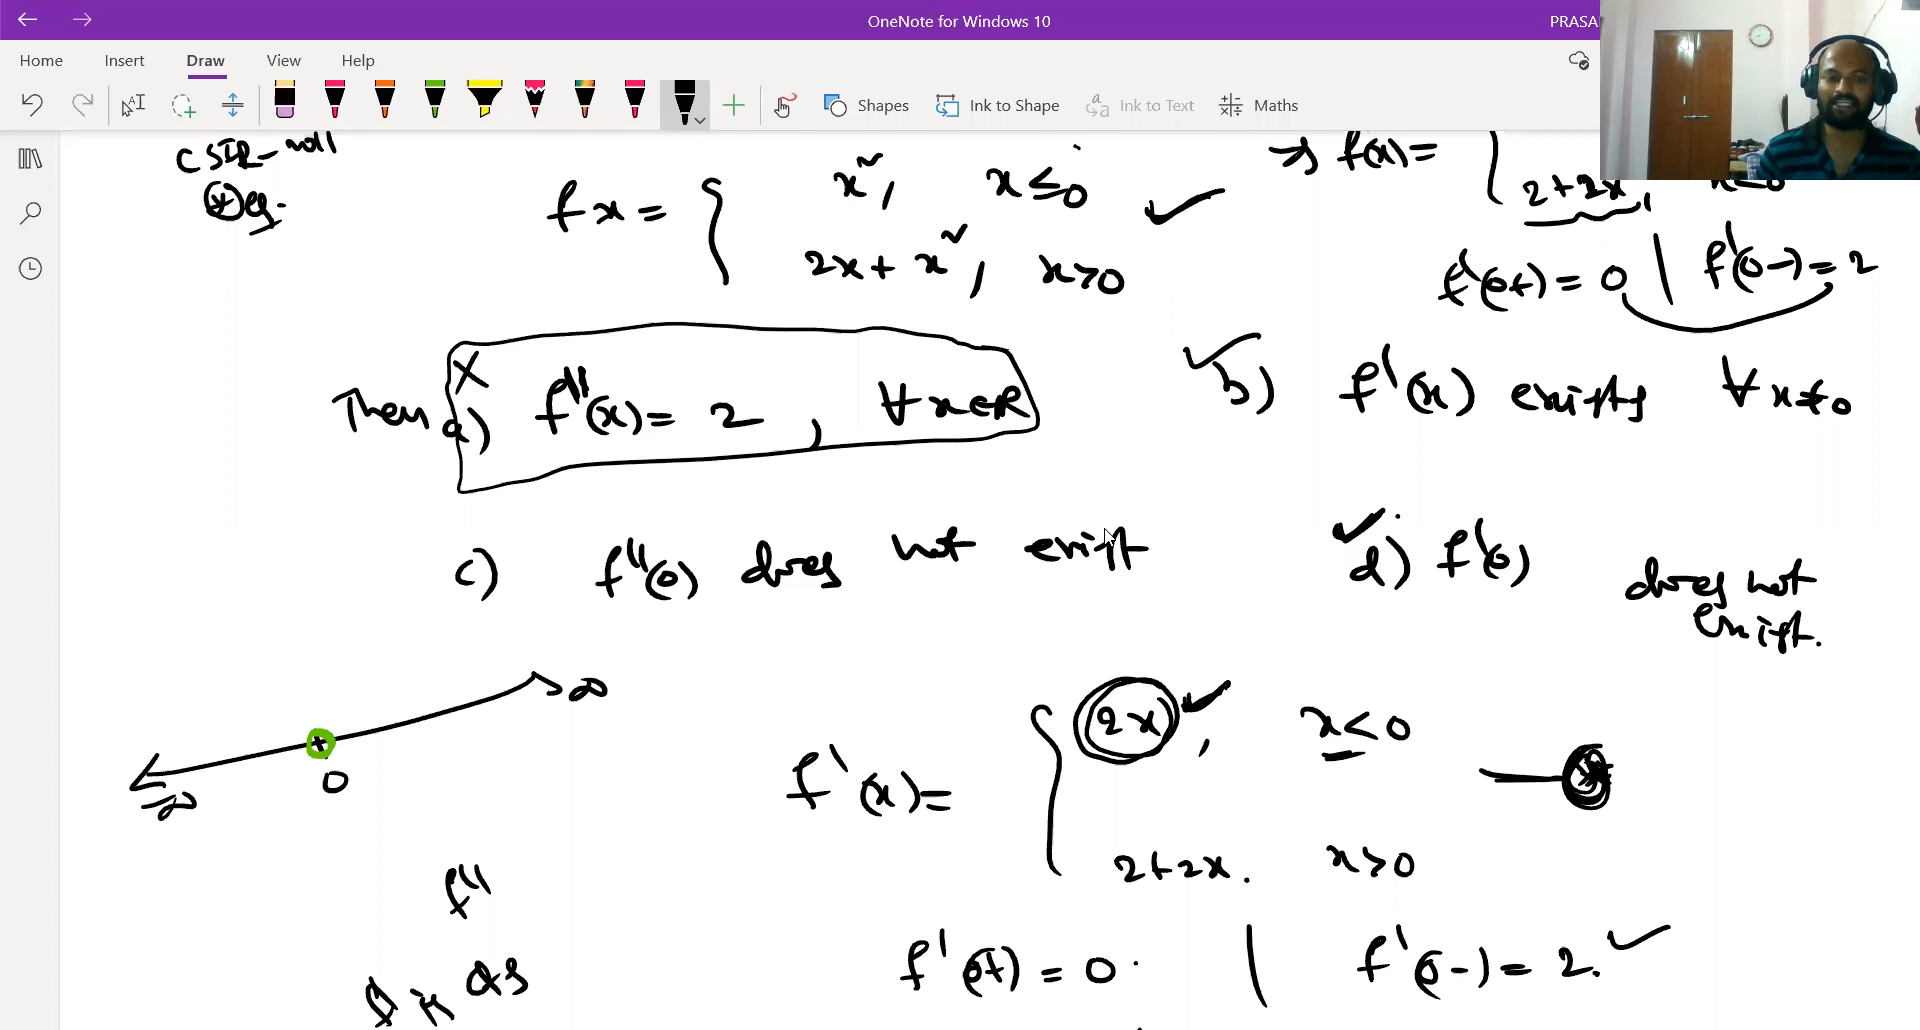 OneNote for Windows 10
PRASA
Home Insert Draw View Help
Shapes Ink to Shape Ink to Text Maths
CSIR-
eg.
f x = { x², x ≤ 0
2x + x², x>0
→ f(x) = {
2+2x,
f'(0+) = 0 | f'(0-) = 2
Then a) f''(x) = 2, ∀ x∈R
b) f'(x) exists ∀ x≠0
c) f''(0) does not exist
d) f'(0) does not exist.
∞
-∞
0
f'(x) = { 2x, x<0
2+2x. x>0
f''
f'(0+) = 0. | f'(0-) = 2.
is